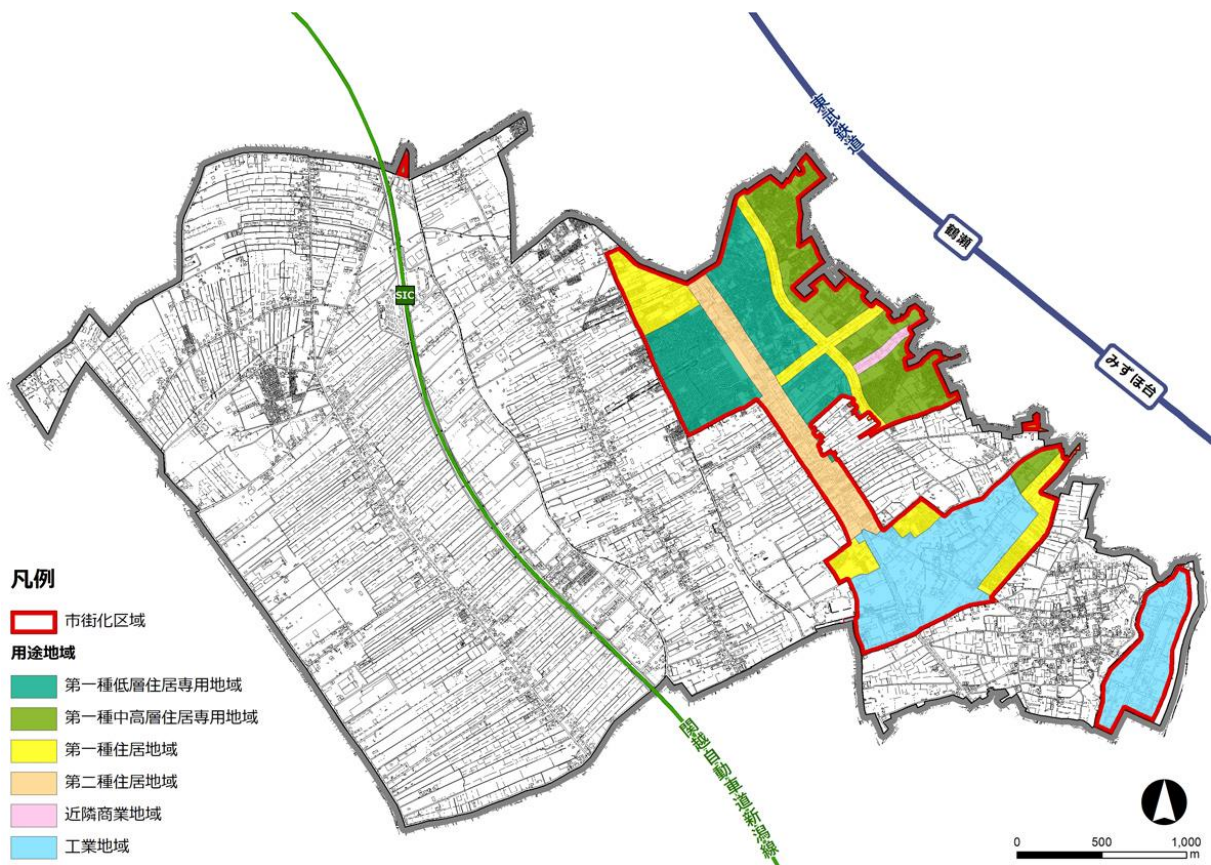 東武鉄道
鶴瀬
みずほ台
SIC
関越自動車道新潟線
凡例
市街化区域
用途地域
第一種低層住居専用地域
第一種中高層住居専用地域
第一種住居地域
第二種住居地域
近隣商業地域
工業地域
0 500 1,000
m